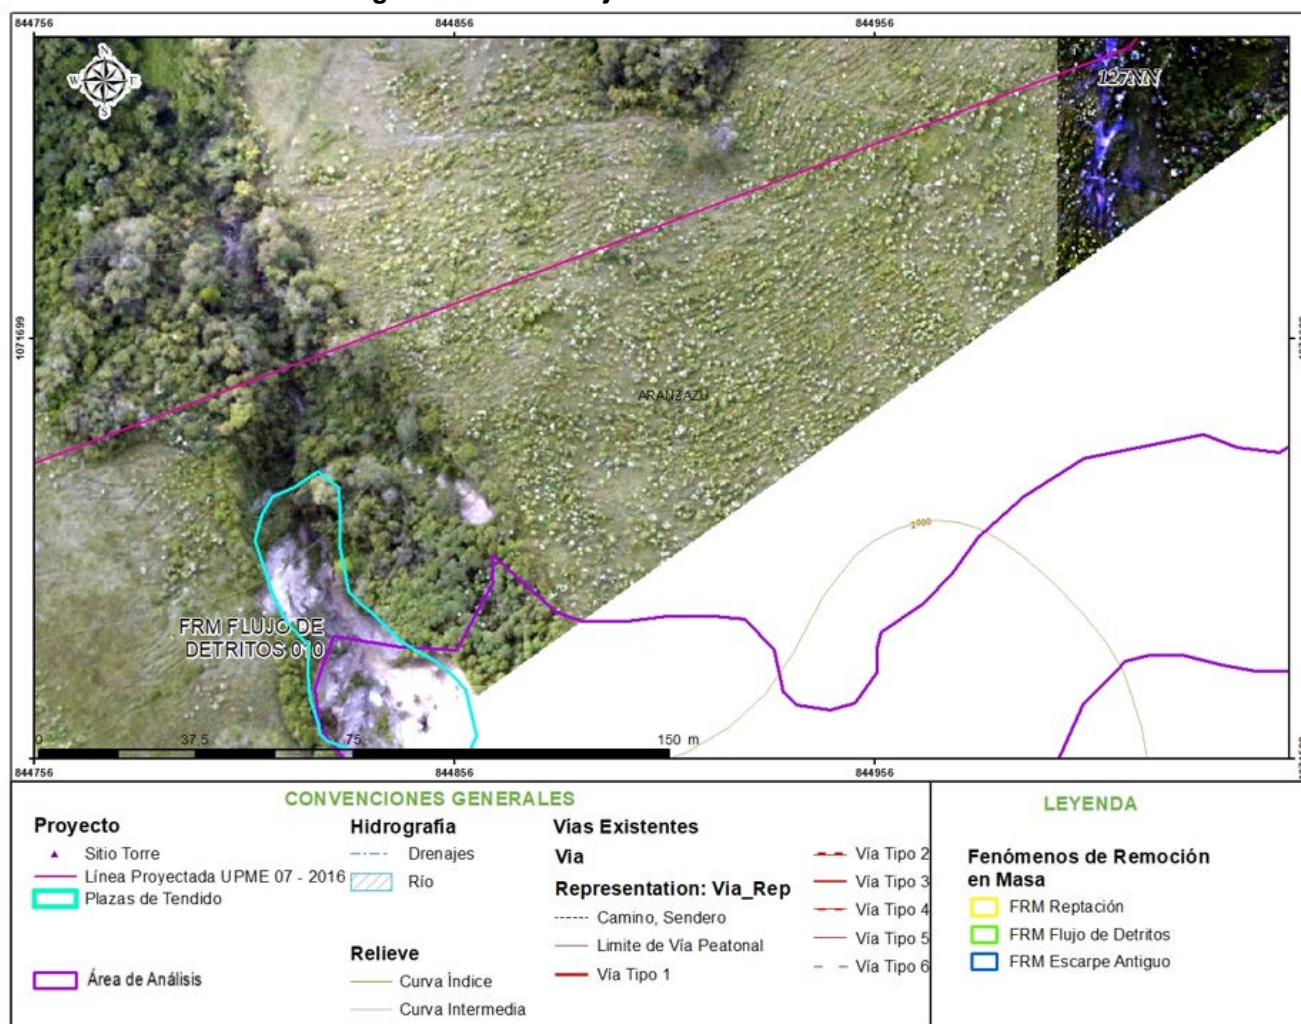 844756
844856
844956
N
W
E
S
127NN
1071699
ARANZAZU
2000
FRM FLUJO DE
DETRITOS 010
0
37,5
75
150 m
844756
844856
844956
CONVENCIONES GENERALES
Proyecto
Sitio Torre
Línea Proyectada UPME 07 - 2016
Plazas de Tendido
Área de Análisis
Hidrografía
Drenajes
Río
Relieve
Curva Ìndice
Curva Intermedia
Vías Existentes
Via
Representation: Via_Rep
Camino, Sendero
Limite de Vía Peatonal
Vía Tipo 1
Vía Tipo 2
Vía Tipo 3
Vía Tipo 4
Vía Tipo 5
Vía Tipo 6
LEYENDA
Fenómenos de Remoción
en Masa
FRM Reptación
FRM Flujo de Detritos
FRM Escarpe Antiguo